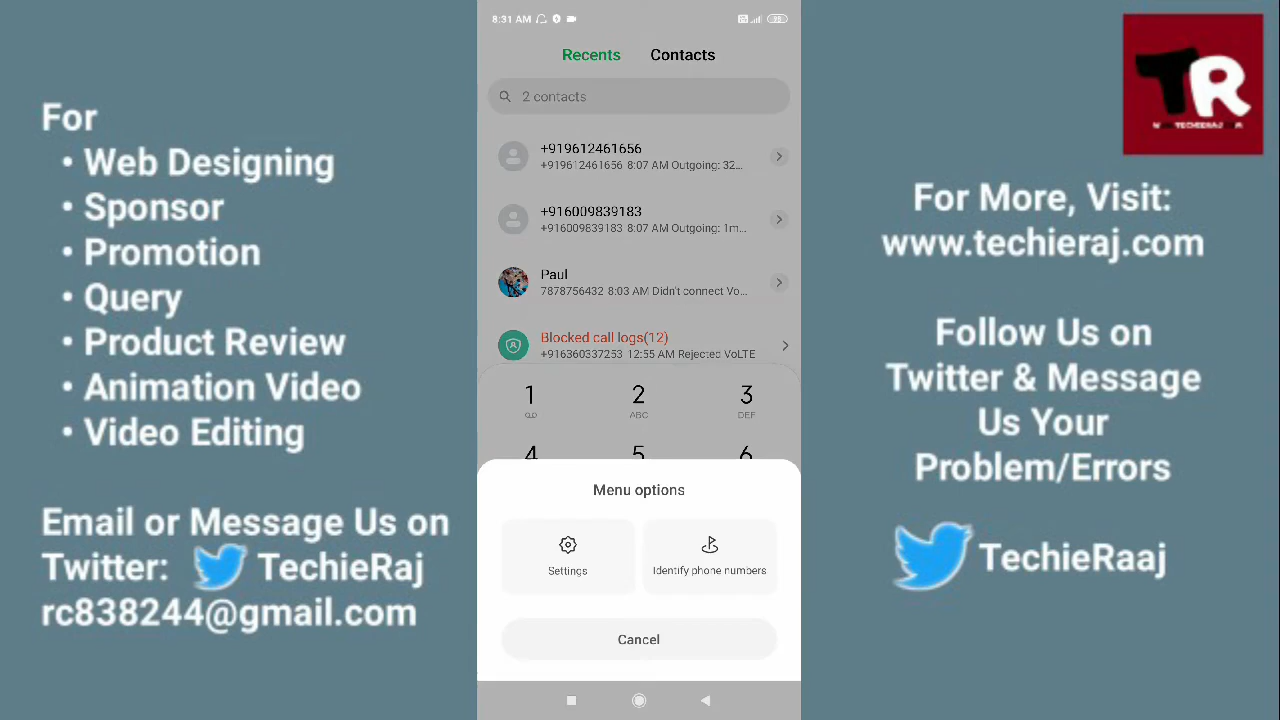 For
• Web Designing
• Sponsor
• Promotion
• Query
• Product Review
• Animation Video
• Video Editing
Email or Message Us on
Twitter: TechieRaj
rc838244@gmail.com
8:31 AM
Recents Contacts
2 contacts
+919612461656
+919612461656 8:07 AM Outgoing: 32...
+916009839183
+916009839183 8:07 AM Outgoing: 1m...
Paul
7878756432 8:03 AM Didn't connect Vo...
Blocked call logs(12)
+916360337253 12:55 AM Rejected VoLTE
1 2 3
ABC DEF
4 5 6
Menu options
Settings Identify phone numbers
Cancel
TR
For More, Visit:
www.techieraj.com
Follow Us on
Twitter & Message
Us Your
Problem/Errors
TechieRaaj